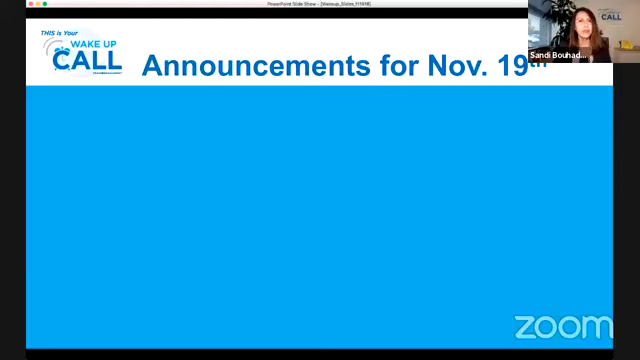 PowerPoint Slide Show - [Wakeup_Slides_111918]
THIS is Your
WAKE UP
CALL
Announcements for Nov. 19th
Sandi Bouhad...
CALL
zoom